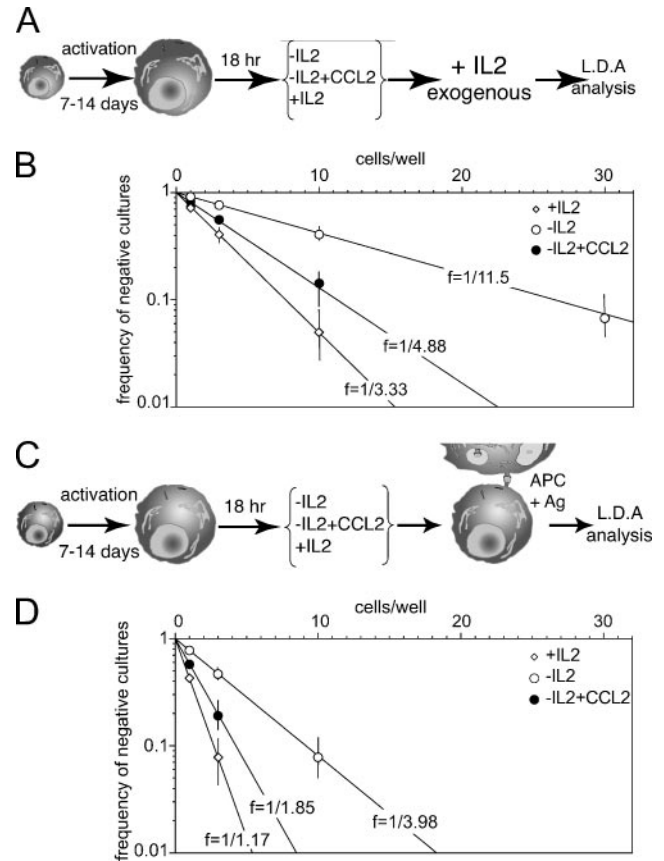 A
activation
7-14 days
18 hr
-IL2
-IL2+CCL2
+IL2
+ IL2
exogenous
L.D.A
analysis
B
cells/well
0 10 20 30
frequency of negative cultures
1
0.1
0.01
+IL2
-IL2
-IL2+CCL2
f=1/11.5
f=1/4.88
f=1/3.33
C
activation
7-14 days
18 hr
-IL2
-IL2+CCL2
+IL2
APC
+ Ag
L.D.A
analysis
D
cells/well
0 10 20 30
frequency of negative cultures
1
0.1
0.01
+IL2
-IL2
-IL2+CCL2
f=1/1.85
f=1/3.98
f=1/1.17